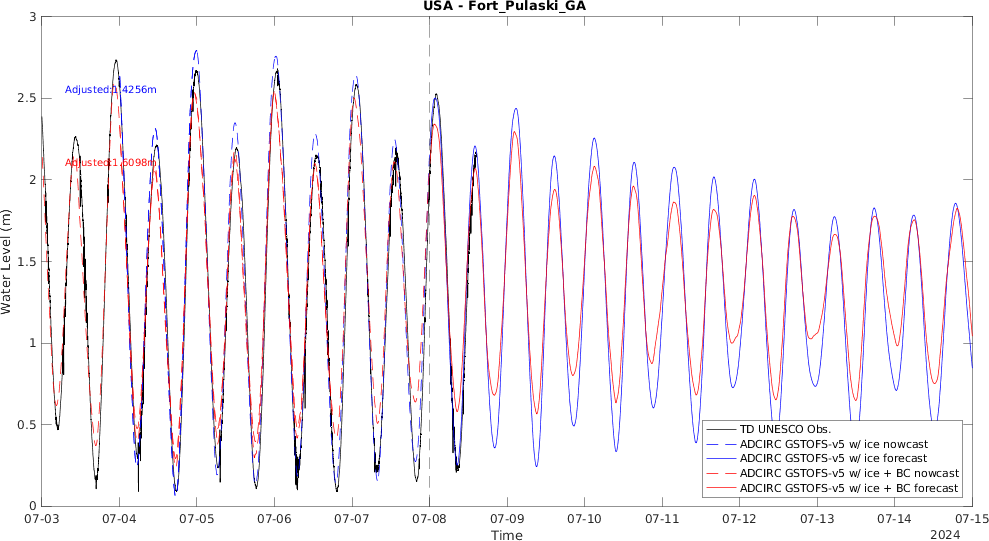 USA - Fort_Pulaski_GA
3
2.5
2
1.5
1
0.5
0
Water Level (m)
Adjusted:1.4256m
Adjusted:1.5098m
TD UNESCO Obs.
ADCIRC GSTOFS-v5 w/ ice nowcast
ADCIRC GSTOFS-v5 w/ ice forecast
ADCIRC GSTOFS-v5 w/ ice + BC nowcast
ADCIRC GSTOFS-v5 w/ ice + BC forecast
07-03 07-04 07-05 07-06 07-07 07-08 07-09 07-10 07-11 07-12 07-13 07-14 07-15
Time
2024